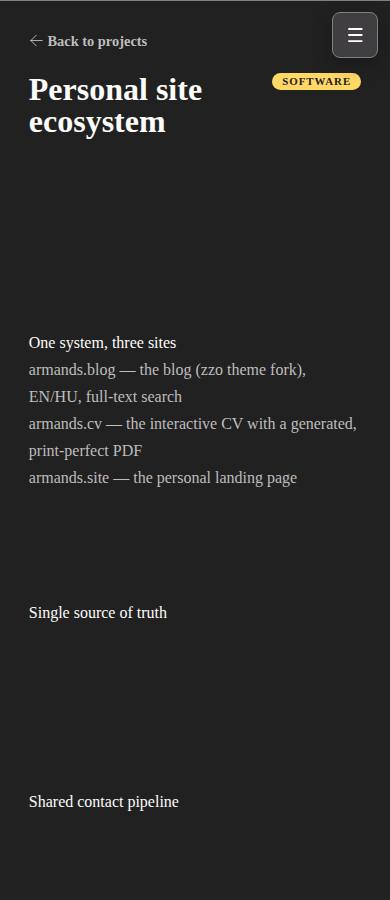 ← Back to projects
Personal site
ecosystem
SOFTWARE
One system, three sites
armands.blog — the blog (zzo theme fork),
EN/HU, full-text search
armands.cv — the interactive CV with a generated,
print-perfect PDF
armands.site — the personal landing page
Single source of truth
Shared contact pipeline